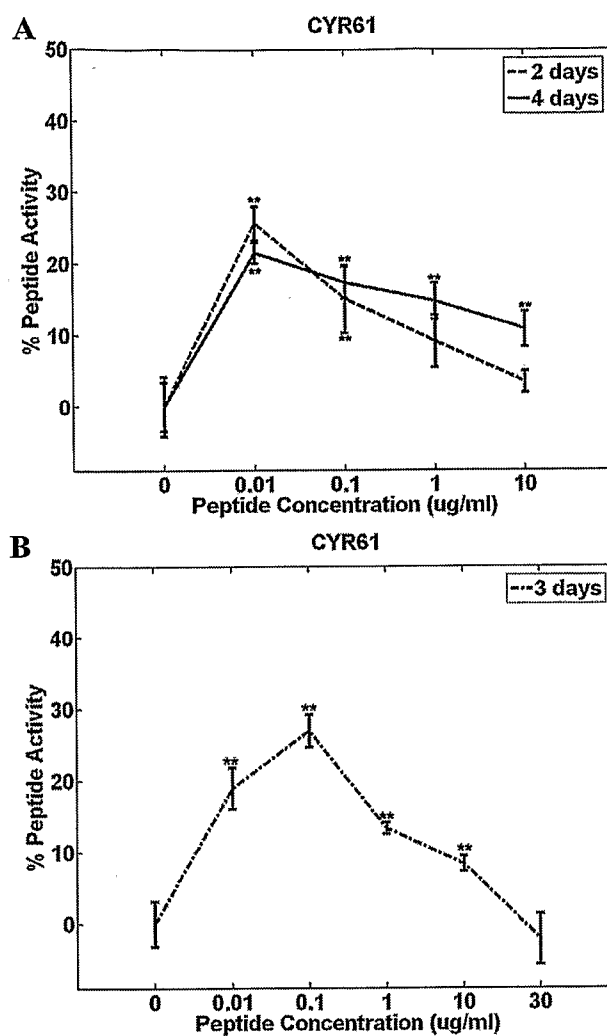 A
CYR61
50
40
30
20
10
0
% Peptide Activity
2 days
4 days
**
**
**
**
**
**
0 0.01 0.1 1 10
Peptide Concentration (ug/ml)
B
CYR61
50
40
30
20
10
0
% Peptide Activity
3 days
**
**
**
**
0 0.01 0.1 1 10 30
Peptide Concentration (ug/ml)